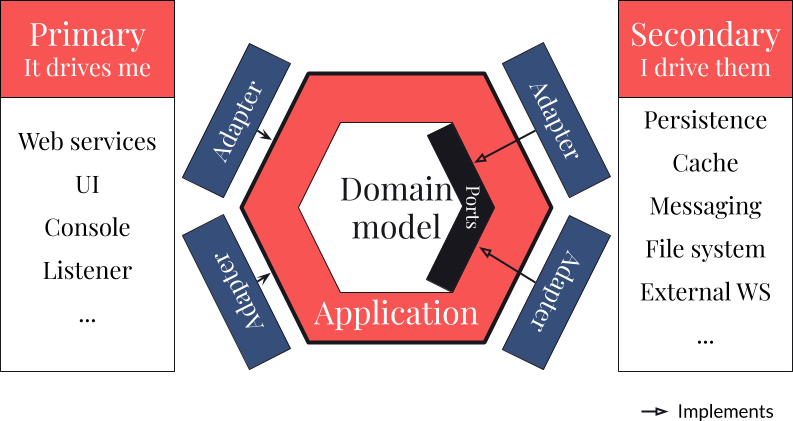 Primary
It drives me
Web services
UI
Console
Listener
...
Adapter
Adapter
Domain
model
Ports
Application
Adapter
Adapter
Secondary
I drive them
Persistence
Cache
Messaging
File system
External WS
...
Implements